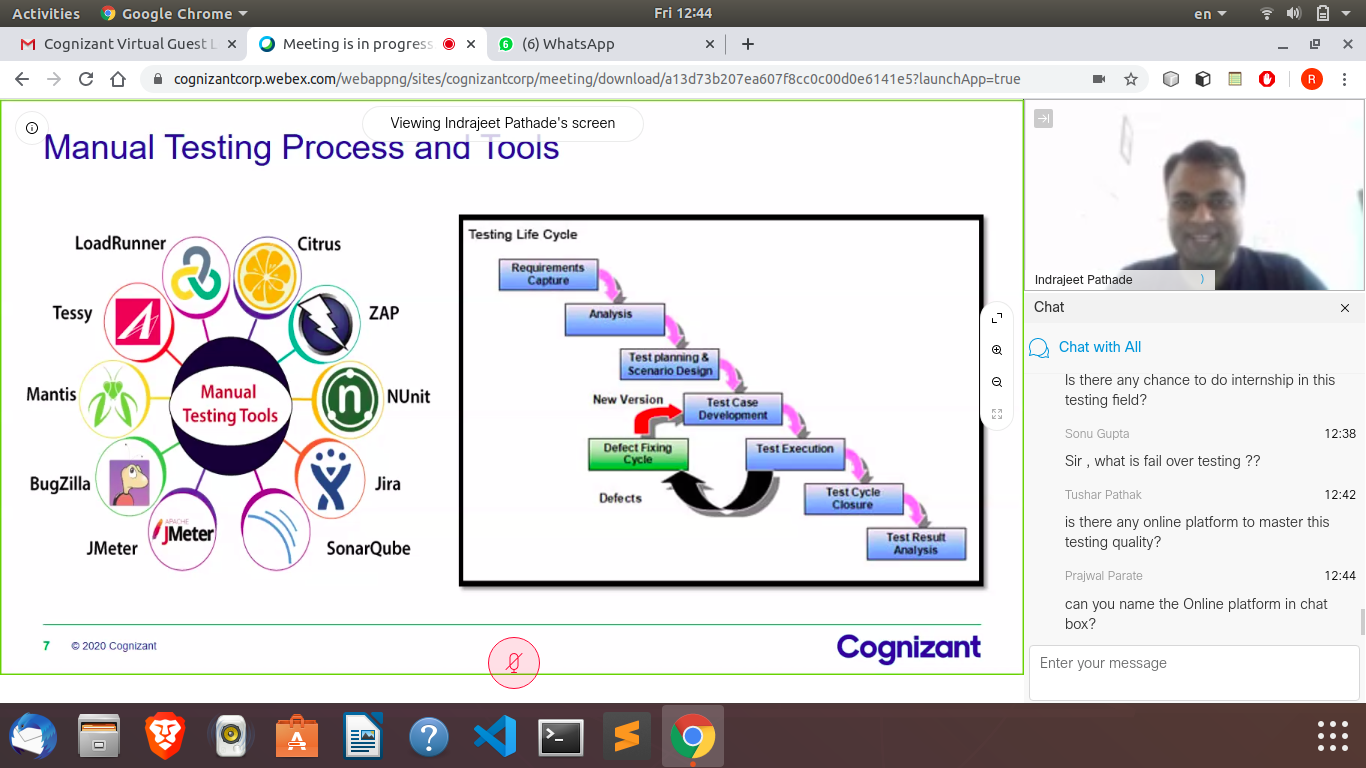 Activities
Google Chrome
Fri 12:44
en
Cognizant Virtual Guest L
Meeting is in progress
(6) WhatsApp
cognizantcorp.webex.com/webappng/sites/cognizantcorp/meeting/download/a13d73b207ea607f8cc0c00d0e6141e5?launchApp=true
R
Viewing Indrajeet Pathade's screen
Manual Testing Process and Tools
LoadRunner
Citrus
Tessy
ZAP
Mantis
NUnit
Manual
Testing Tools
BugZilla
Jira
APACHE
JMeter
JMeter
SonarQube
Testing Life Cycle
Requirements
Capture
Analysis
Test planning &
Scenario Design
New Version
Test Case
Development
Defect Fixing
Cycle
Test Execution
Defects
Test Cycle
Closure
Test Result
Analysis
7
© 2020 Cognizant
Cognizant
Indrajeet Pathade
Chat
Chat with All
Is there any chance to do internship in this
testing field?
Sonu Gupta 12:38
Sir , what is fail over testing ??
Tushar Pathak 12:42
is there any online platform to master this
testing quality?
Prajwal Parate 12:44
can you name the Online platform in chat
box?
Enter your message